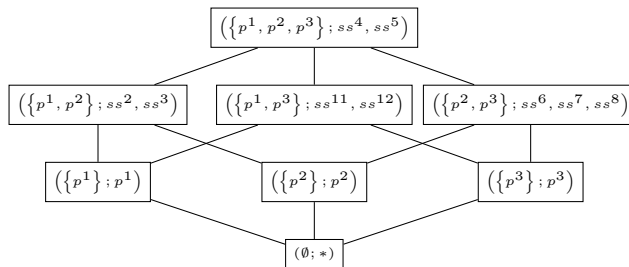 ({p¹, p², p³} ; ss⁴, ss⁵)
({p¹, p²} ; ss², ss³) ({p¹, p³} ; ss¹¹, ss¹²) ({p², p³} ; ss⁶, ss⁷, ss⁸)
({p¹} ; p¹) ({p²} ; p²) ({p³} ; p³)
(∅; *)